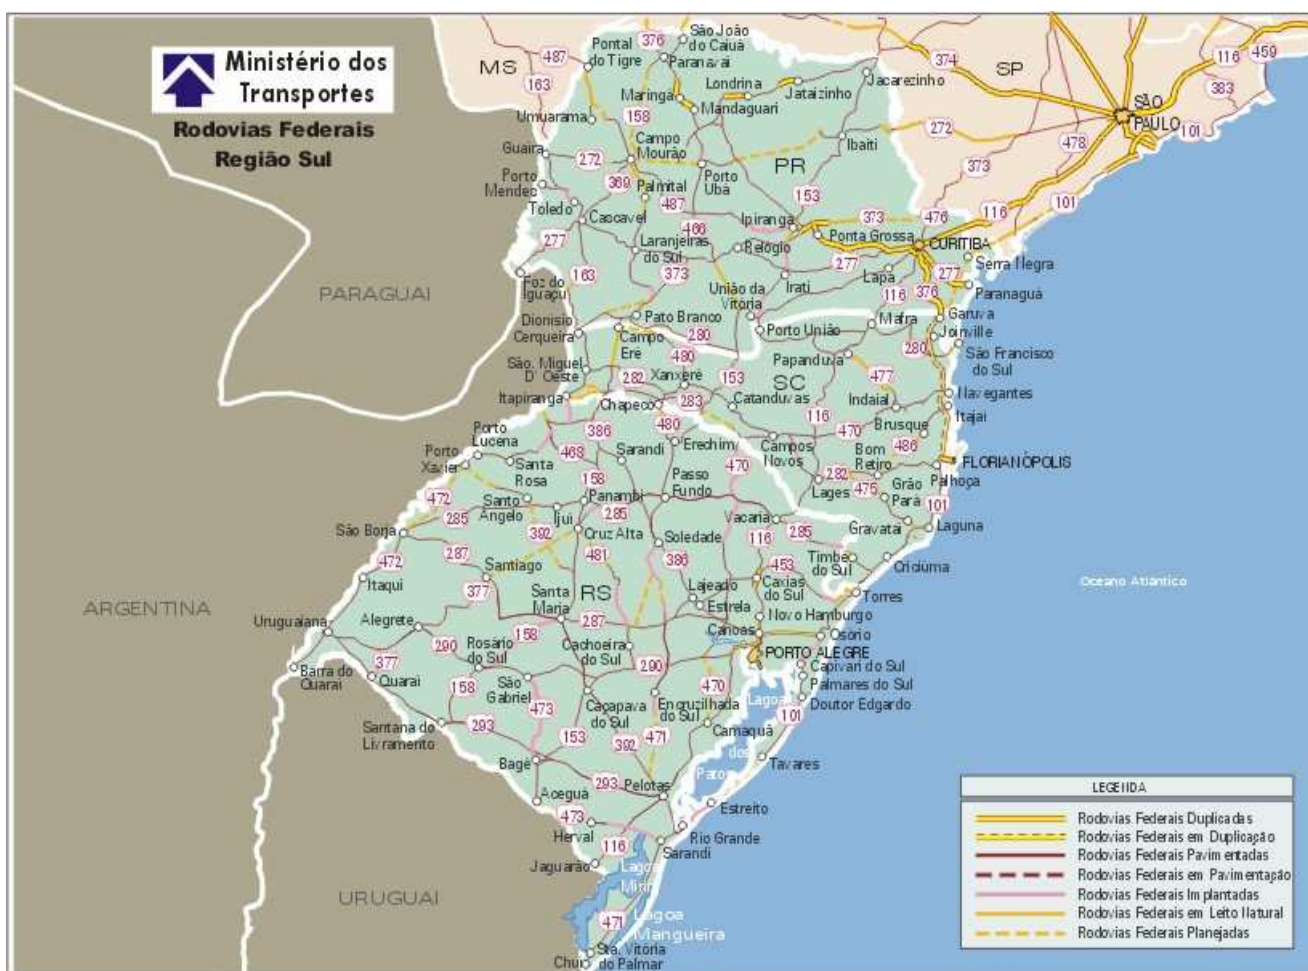 Ministério dos
Transportes
Rodovias Federais
Região Sul
MS
SP
PR
SC
RS
PARAGUAI
ARGENTINA
URUGUAI
Oceano Atlântico
SÃO
PAULO
CURITIBA
FLORIANÓPOLIS
PORTO ALEGRE
376
São João
do Caiuá
487
Pontal
do Tigre
Paranavaí
163
Londrina
Jataizinho
Jacarezinho
374
116
459
383
Maringá
Mandaguari
Umuarama
158
101
272
478
Campo
Mourão
Ibaiti
Guaira
272
373
Porto
Mendes
369
Palmital
Porto
Ubá
153
101
Toledo
487
Cascavel
466
Ipiranga
373
476
116
Ponta Grossa
277
Laranjeiras
do Sul
Relógio
277
277
Serra Negra
163
373
Lapa
376
Foz do
Iguaçu
União da
Vitória
Irati
116
Paranaguá
Dionisio
Cerqueira
Pato Branco
Porto União
Mafra
Garuva
Joinville
280
Campo
Erê
480
280
São Francisco
do Sul
São. Miguel
D' Oeste
Papanduva
282
Xanxerê
153
477
Itapiranga
Chapecó
283
Catanduvas
Indaial
Navegantes
Itajaí
116
470
Brusque
386
480
Erechim
Campos
Novos
Bom
Retiro
486
Porto
Lucena
Porto
Xavier
468
Sarandi
470
Santa
Rosa
Passo
Fundo
282
Palhoça
Lages
475
Grão
Pará
472
Santo
Angelo
158
Panambi
285
285
Ijui
Vacaria
101
392
Cruz Alta
Gravatai
Laguna
São Borja
Soledade
116
285
287
481
386
Timbe
do Sul
472
453
Criciúma
Santiago
Itaqui
377
Santa
Maria
Lajeado
Caxias
do Sul
Estrela
Torres
Uruguaiana
Alegrete
287
Novo Hamburgo
158
Canoas
Osorio
290
Rosário
do Sul
Cachoeira
do Sul
377
290
Capivari do Sul
Barra do
Quarai
Quarai
158
São
Gabriel
470
Palmares do Sul
Lagoa
Doutor Edgardo
473
Caçapava
do Sul
Encruzilhada
do Sul
101
Santana do
Livramento
293
153
392
471
Camaquã
dos
Bagé
Patos
Tavares
293
Pelotas
Aceguá
Estreito
473
Herval
Rio Grande
116
Sarandi
Jaguarão
Lagoa
Mirim
471
Lagoa
Mangueira
Sta. Vitória
do Palmar
Chuí
LEGENDA
Rodovias Federais Duplicadas
Rodovias Federais em Duplicação
Rodovias Federais Pavimentadas
Rodovias Federais em Pavimentação
Rodovias Federais Implantadas
Rodovias Federais em Leito Natural
Rodovias Federais Planejadas